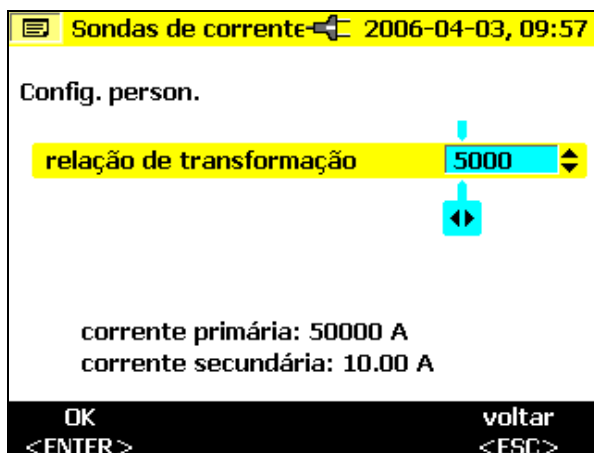 Sondas de corrente 2006-04-03, 09:57
Config. person.
relação de transformação 5000
corrente primária: 50000 A
corrente secundária: 10.00 A
OK voltar
<ENTER> <ESC>